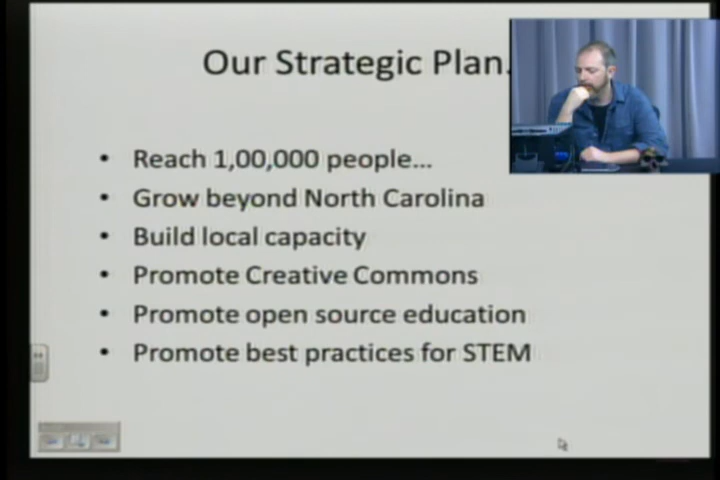 Our Strategic Plan.
• Reach 1,00,000 people...
• Grow beyond North Carolina
• Build local capacity
• Promote Creative Commons
• Promote open source education
• Promote best practices for STEM